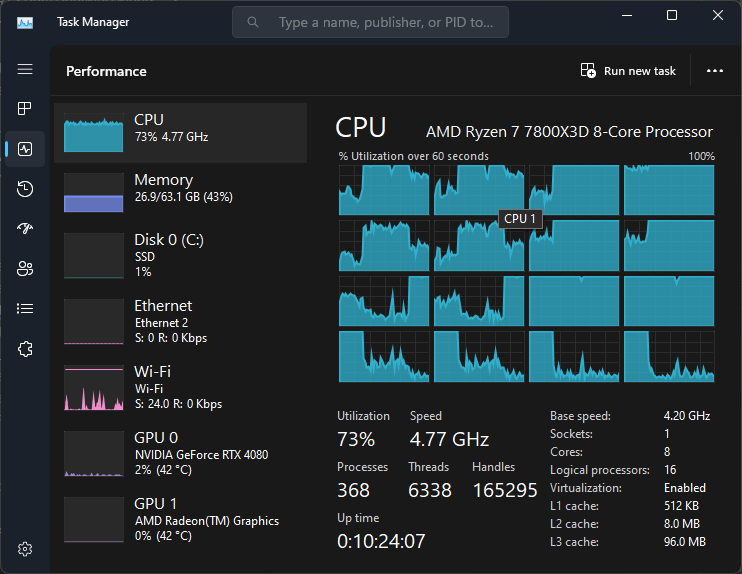 Task Manager
Type a name, publisher, or PID to...
Performance
Run new task
CPU
73% 4.77 GHz
Memory
26.9/63.1 GB (43%)
Disk 0 (C:)
SSD
1%
Ethernet
Ethernet 2
S: 0 R: 0 Kbps
Wi-Fi
Wi-Fi
S: 24.0 R: 0 Kbps
GPU 0
NVIDIA GeForce RTX 4080
2% (42 °C)
GPU 1
AMD Radeon(TM) Graphics
0% (42 °C)
CPU AMD Ryzen 7 7800X3D 8-Core Processor
% Utilization over 60 seconds 100%
CPU 1
Utilization Speed
73% 4.77 GHz
Processes Threads Handles
368 6338 165295
Up time
0:10:24:07
Base speed: 4.20 GHz
Sockets: 1
Cores: 8
Logical processors: 16
Virtualization: Enabled
L1 cache: 512 KB
L2 cache: 8.0 MB
L3 cache: 96.0 MB